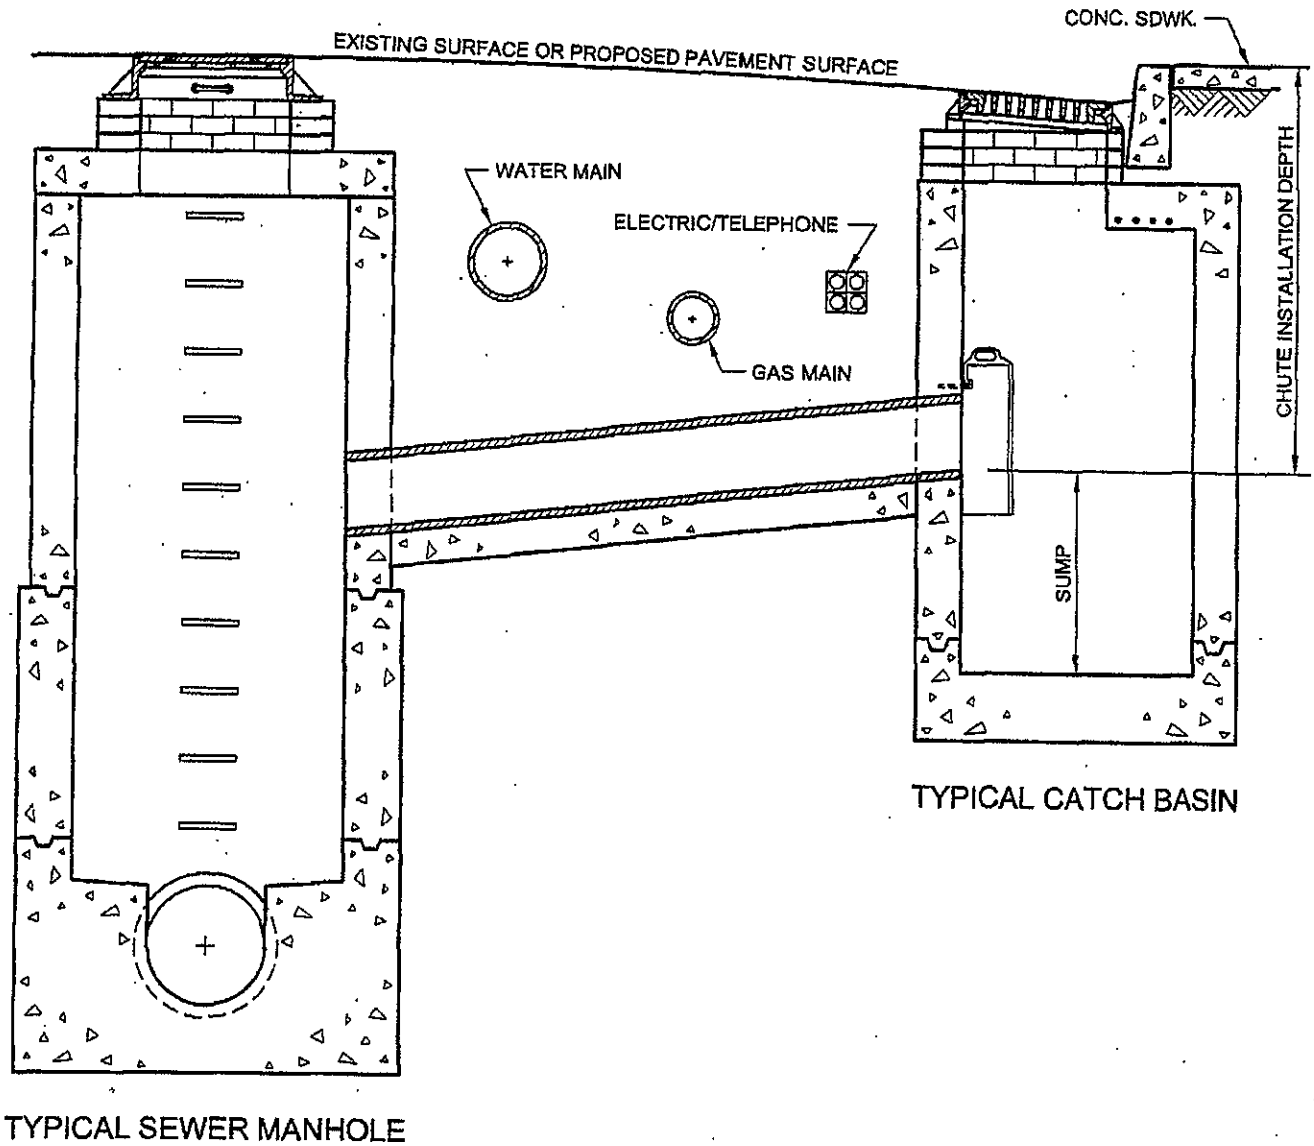 CONC. SDWK.
EXISTING SURFACE OR PROPOSED PAVEMENT SURFACE
WATER MAIN
ELECTRIC/TELEPHONE
GAS MAIN
CHUTE INSTALLATION DEPTH
SUMP
TYPICAL CATCH BASIN
TYPICAL SEWER MANHOLE